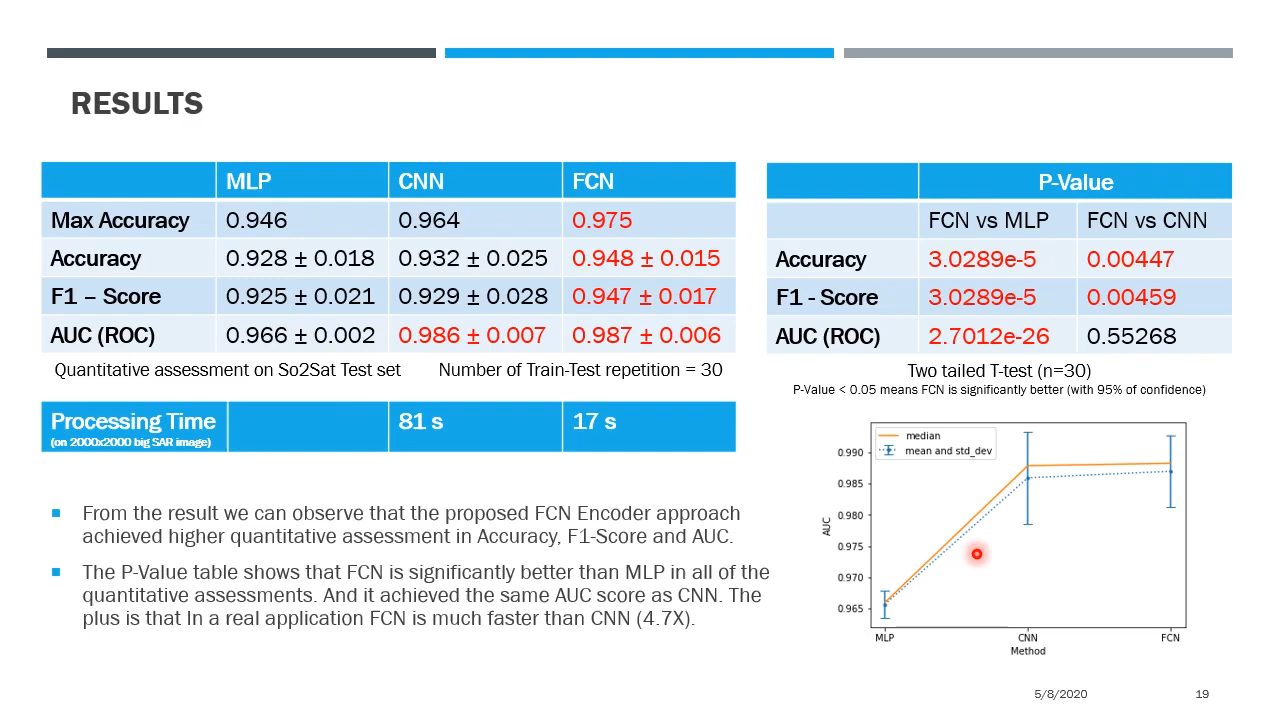 RESULTS
MLP CNN FCN
Max Accuracy 0.946 0.964 0.975
Accuracy 0.928 ± 0.018 0.932 ± 0.025 0.948 ± 0.015
F1 – Score 0.925 ± 0.021 0.929 ± 0.028 0.947 ± 0.017
AUC (ROC) 0.966 ± 0.002 0.986 ± 0.007 0.987 ± 0.006
Quantitative assessment on So2Sat Test set Number of Train-Test repetition = 30
Processing Time 81 s 17 s
(on 2000x2000 big SAR image)
P-Value
FCN vs MLP FCN vs CNN
Accuracy 3.0289e-5 0.00447
F1 - Score 3.0289e-5 0.00459
AUC (ROC) 2.7012e-26 0.55268
Two tailed T-test (n=30)
P-Value < 0.05 means FCN is significantly better (with 95% of confidence)
From the result we can observe that the proposed FCN Encoder approach
achieved higher quantitative assessment in Accuracy, F1-Score and AUC.
The P-Value table shows that FCN is significantly better than MLP in all of the
quantitative assessments. And it achieved the same AUC score as CNN. The
plus is that In a real application FCN is much faster than CNN (4.7X).
median
mean and std_dev
0.990
0.985
0.980
0.975
0.970
0.965
AUC
MLP CNN FCN
Method
5/8/2020 19